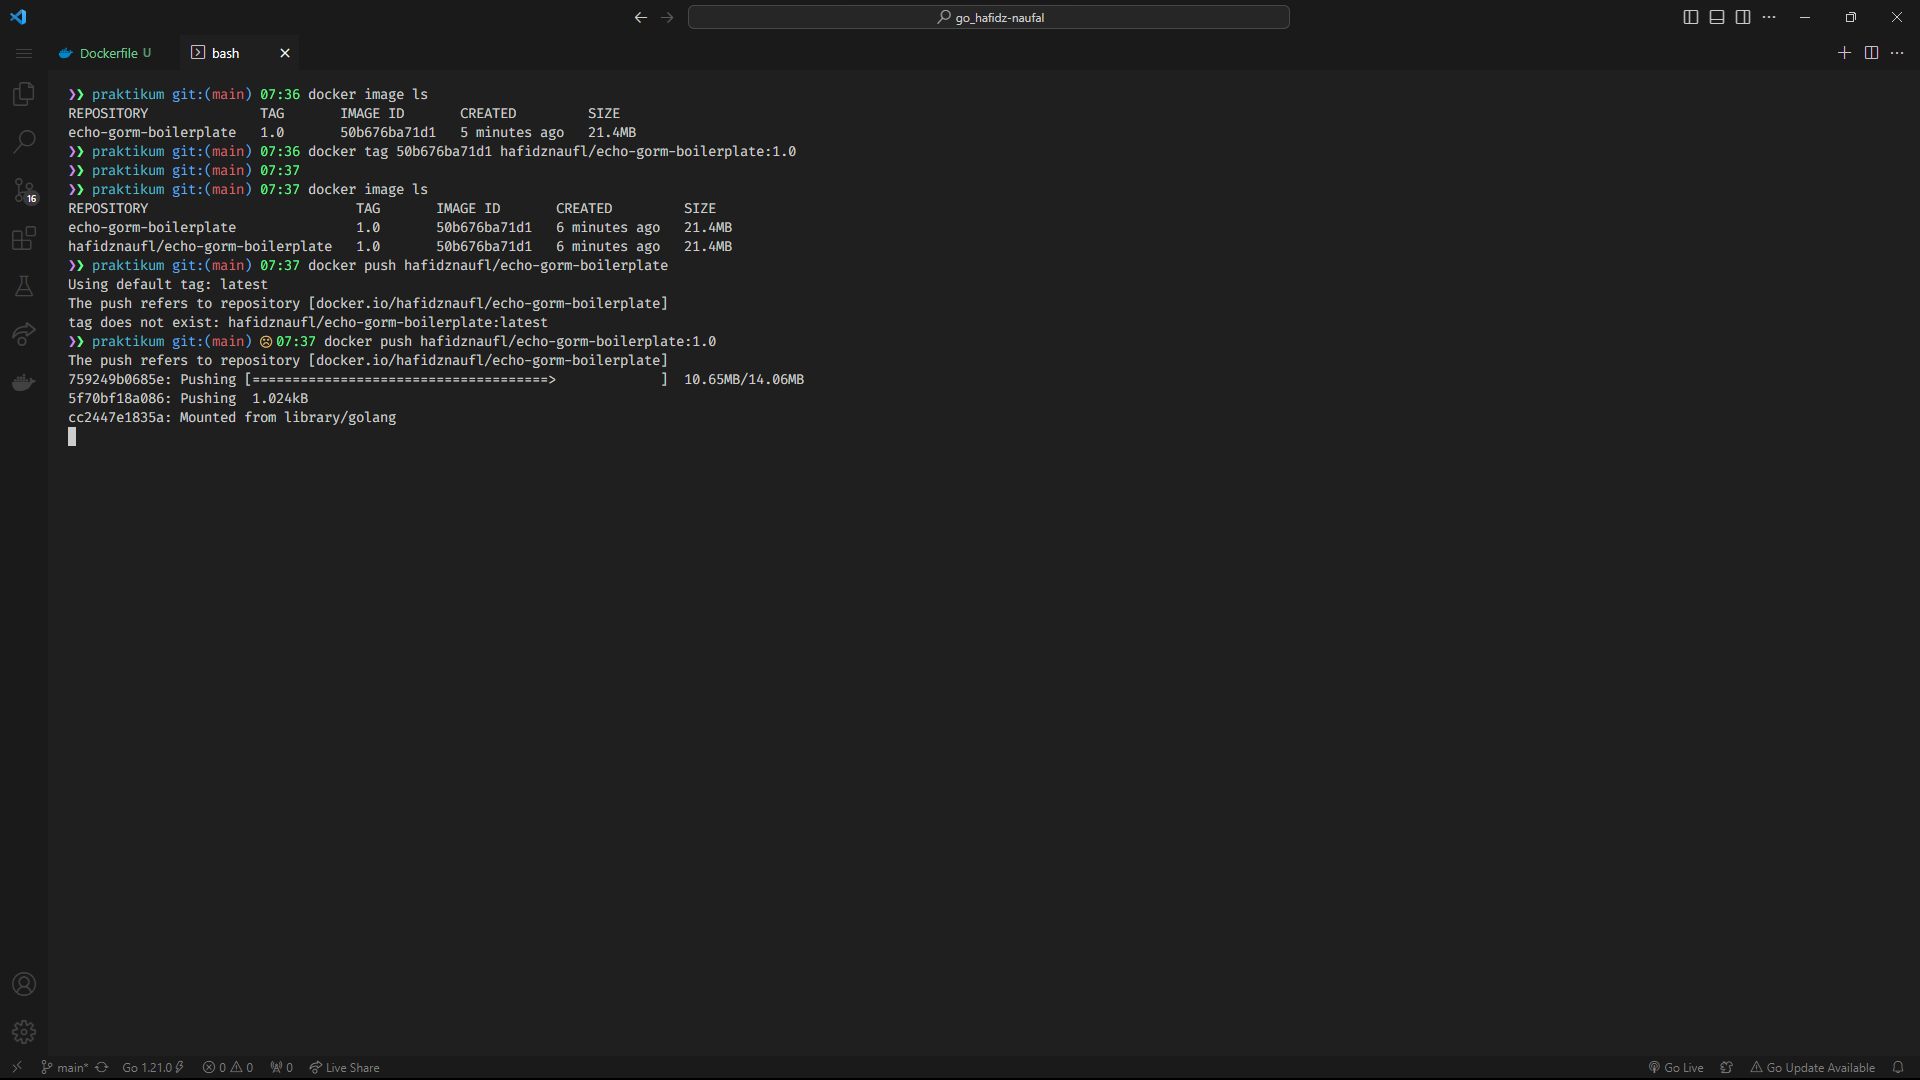 go_hafidz-naufal
Dockerfile U
bash
❯❯ praktikum git:(main) 07:36 docker image ls
REPOSITORY TAG IMAGE ID CREATED SIZE
echo-gorm-boilerplate 1.0 50b676ba71d1 5 minutes ago 21.4MB
❯❯ praktikum git:(main) 07:36 docker tag 50b676ba71d1 hafidznaufl/echo-gorm-boilerplate:1.0
❯❯ praktikum git:(main) 07:37
❯❯ praktikum git:(main) 07:37 docker image ls
REPOSITORY TAG IMAGE ID CREATED SIZE
echo-gorm-boilerplate 1.0 50b676ba71d1 6 minutes ago 21.4MB
hafidznaufl/echo-gorm-boilerplate 1.0 50b676ba71d1 6 minutes ago 21.4MB
❯❯ praktikum git:(main) 07:37 docker push hafidznaufl/echo-gorm-boilerplate
Using default tag: latest
The push refers to repository [docker.io/hafidznaufl/echo-gorm-boilerplate]
tag does not exist: hafidznaufl/echo-gorm-boilerplate:latest
❯❯ praktikum git:(main) ☹07:37 docker push hafidznaufl/echo-gorm-boilerplate:1.0
The push refers to repository [docker.io/hafidznaufl/echo-gorm-boilerplate]
759249b0685e: Pushing [=====================================>             ] 10.65MB/14.06MB
5f70bf18a086: Pushing 1.024kB
cc2447e1835a: Mounted from library/golang
16
main* Go 1.21.0 0 0 0 Live Share Go Live Go Update Available